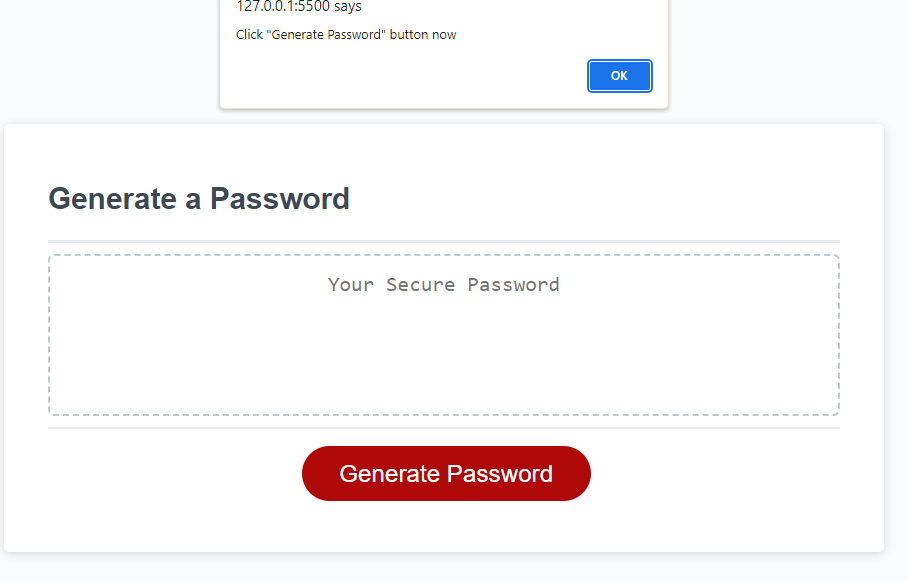 127.0.0.1:5500 says
Click "Generate Password" button now
OK
Generate a Password
Your Secure Password
Generate Password